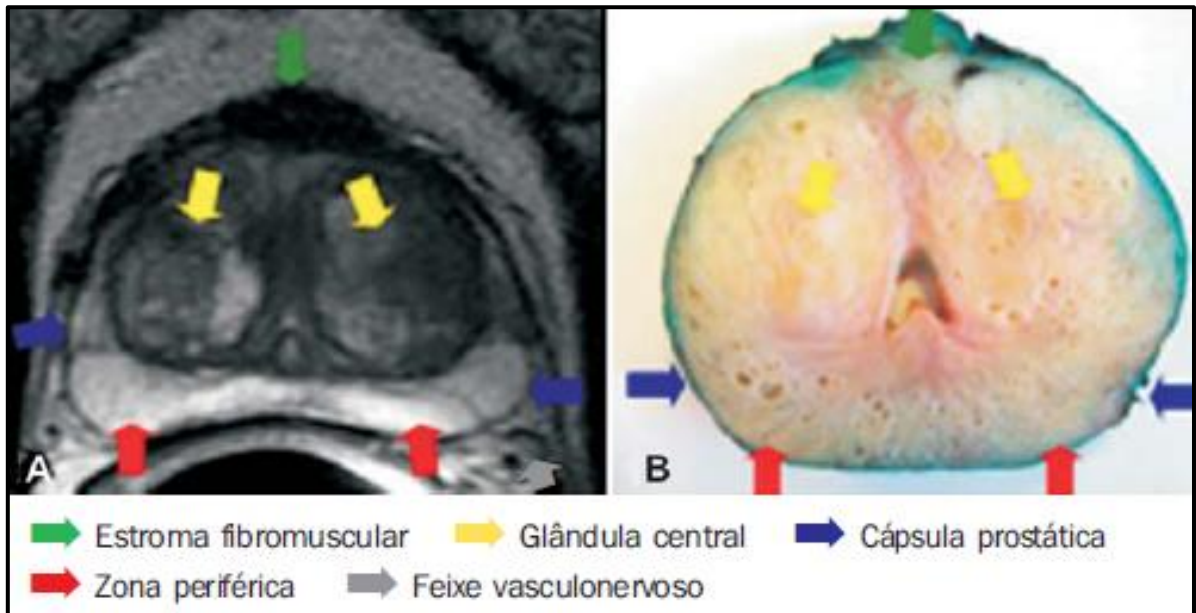 A
B
Estroma fibromuscular
Glândula central
Cápsula prostática
Zona periférica
Feixe vasculonervoso